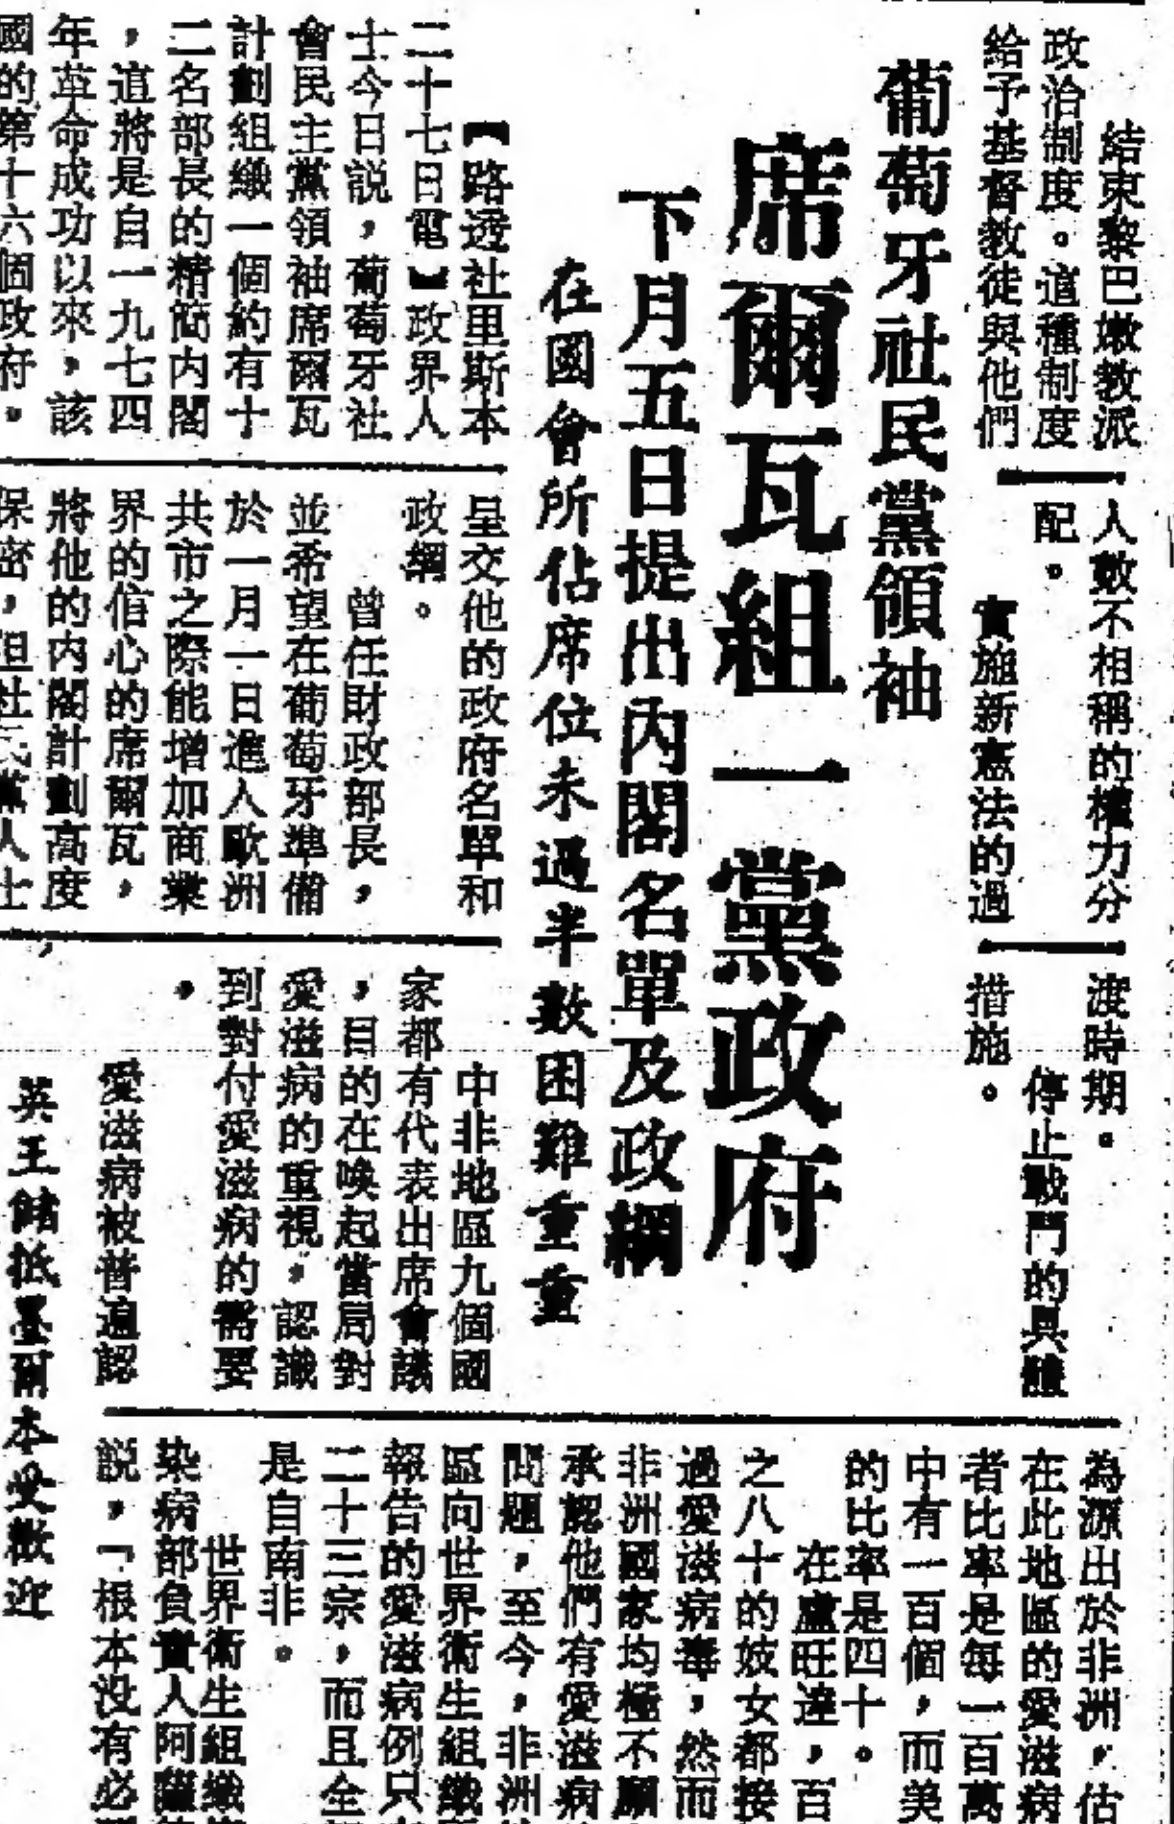 結束黎巴嫩教派
政治制度。這種制度
給予基督教徒與他們
人數不相稱的權力分
配。
實施新憲法的過
渡時期。
停止戰鬥的具體
措施。
葡萄牙社民黨領袖
席爾瓦組一黨政府
下月五日提出內閣名單及政綱
在國會所佔席位未過半數困難重重
【路透社里斯本
二十七日電】政界人
士今日說，葡萄牙社
會民主黨領袖席爾瓦
計劃組織一個約有十
二名部長的精簡內閣
，這將是自一九七四
年革命成功以來，該
國的第十六個政府。
呈交他的政府名單和
政綱。
曾任財政部長，
並希望在葡萄牙準備
於一月一日進入歐洲
共市之際能增加商業
界的信心的席爾瓦，
將他的內閣計劃高度
保密，但社民黨人士
中非地區九個國
家都有代表出席會議
，目的在喚起當局對
愛滋病的重視，認識
到對付愛滋病的需要
。
愛滋病被普遍認
為源出於非洲，估
在此地區的愛滋病
者比率是每一百萬
中有一百個，而美
的比率是四十。
在盧旺達，百
之八十的妓女都接
過愛滋病毒，然而
非洲國家均極不願
承認他們有愛滋病
問題，至今，非洲
區向世界衛生組織
報告的愛滋病例只
二十三宗，而且全
是自南非。
世界衛生組織
染病部負責人阿薩
說，「根本沒有必
英王儲抵墨爾本受歡迎